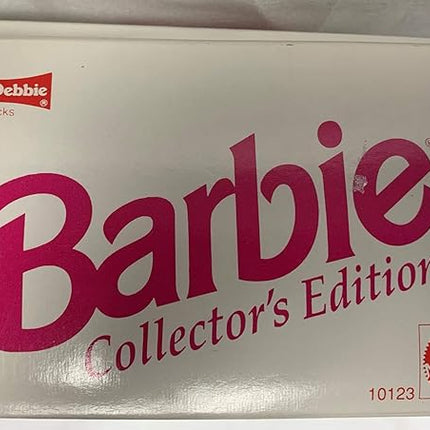 Debbie
®
cks
Barbie
Collector's Edition
10123